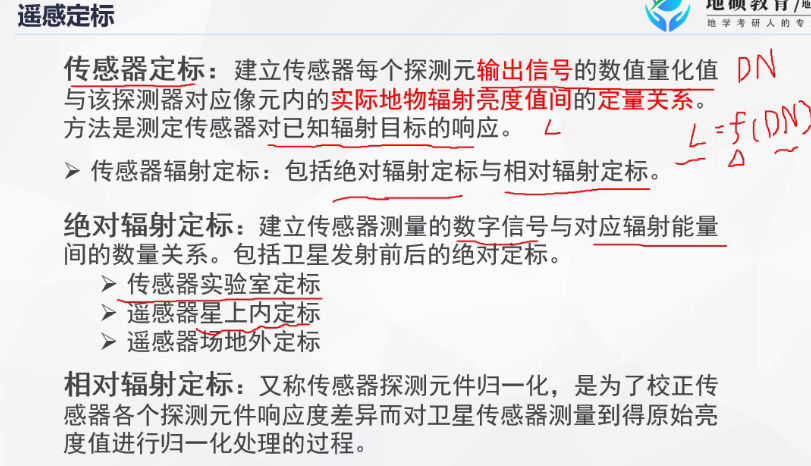 遥感定标
地硕教育/
地学考研人的专
传感器定标：建立传感器每个探测元输出信号的数值量化值 DN
与该探测器对应像元内的实际地物辐射亮度值间的定量关系。
方法是测定传感器对已知辐射目标的响应。 L
L=f(DN)
➢ 传感器辐射定标：包括绝对辐射定标与相对辐射定标。
绝对辐射定标：建立传感器测量的数字信号与对应辐射能量
间的数量关系。包括卫星发射前后的绝对定标。
➢ 传感器实验室定标
➢ 遥感器星上内定标
➢ 遥感器场地外定标
相对辐射定标：又称传感器探测元件归一化，是为了校正传
感器各个探测元件响应度差异而对卫星传感器测量到得原始亮
度值进行归一化处理的过程。